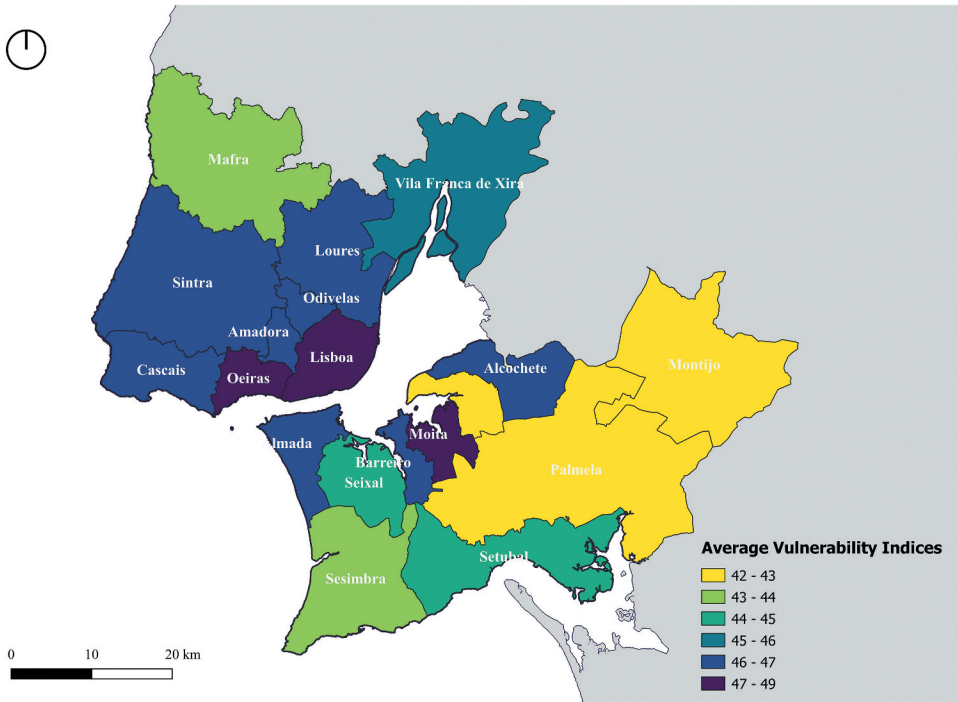 Mafra
Vila Franca de Xira
Loures
Sintra
Odivelas
Amadora
Lisboa
Cascais
Oeiras
Alcochete
Montijo
lmada
Moita
Barreiro
Palmela
Seixal
Setubal
Sesimbra
Average Vulnerability Indices
42 - 43
43 - 44
44 - 45
45 - 46
46 - 47
47 - 49
0 10 20 km